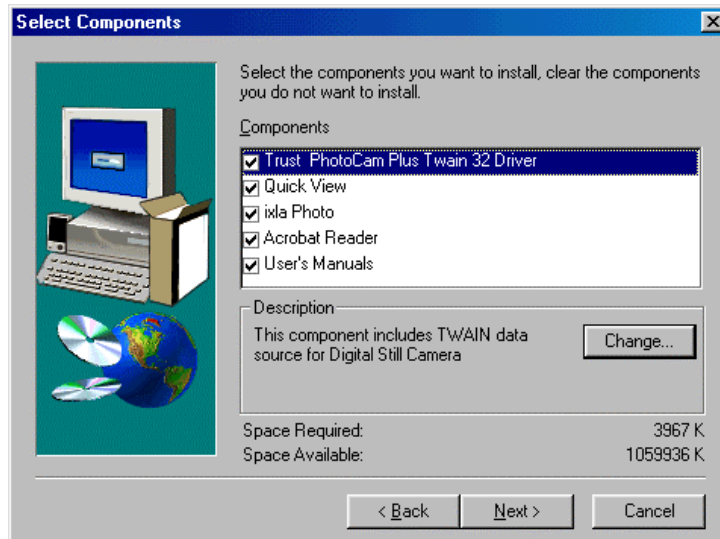 Select Components
Select the components you want to install, clear the components
you do not want to install.
Components
Trust PhotoCam Plus Twain 32 Driver
Quick View
ixla Photo
Acrobat Reader
User's Manuals
Description
This component includes TWAIN data
source for Digital Still Camera
Change...
Space Required: 3967 K
Space Available: 1059936 K
< Back Next > Cancel